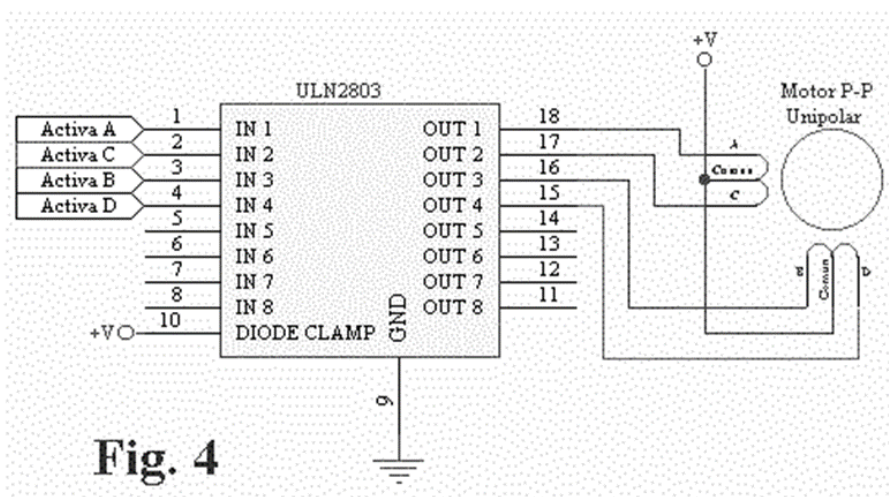 +V
ULN2803
Motor P-P
Unipolar
Activa A
Activa C
Activa B
Activa D
1
2
3
4
5
6
7
8
10
IN 1
IN 2
IN 3
IN 4
IN 5
IN 6
IN 7
IN 8
DIODE CLAMP
GND
OUT 1
OUT 2
OUT 3
OUT 4
OUT 5
OUT 6
OUT 7
OUT 8
18
17
16
15
14
13
12
11
A
Comun
C
B
Comun
D
+V
9
Fig. 4